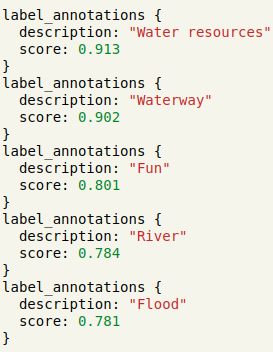 label_annotations {
  description: "Water resources"
  score: 0.913
}
label_annotations {
  description: "Waterway"
  score: 0.902
}
label_annotations {
  description: "Fun"
  score: 0.801
}
label_annotations {
  description: "River"
  score: 0.784
}
label_annotations {
  description: "Flood"
  score: 0.781
}